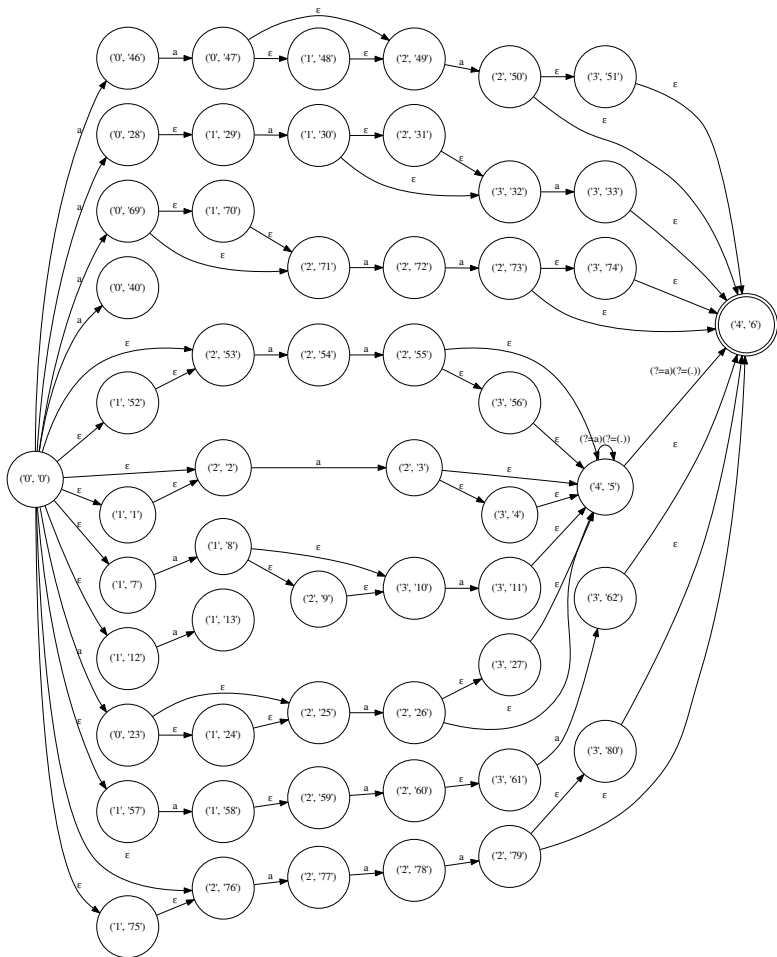 ε
('0', '46') a ('0', '47') ε ('1', '48') ε ('2', '49') a ('2', '50') ε ('3', '51') ε
a ε
('0', '28') ε ('1', '29') a ('1', '30') ε ('2', '31') ε
ε ('3', '32') a ('3', '33') ε
a ('0', '69') ε ('1', '70') ε
a ε ('2', '71') a ('2', '72') a ('2', '73') ε ('3', '74') ε
a ('0', '40') ε
('4', '6')
ε ('2', '53') a ('2', '54') a ('2', '55') ε
(?=a)(?=(.))
ε ('1', '52') ε ε ('3', '56') ε
(?=a)(?=(.))
('0', '0') ε ('2', '2') a ('2', '3') ε ('4', '5') ε
ε ('1', '1') ε ε ('3', '4') ε
ε ('1', '7') a ('1', '8') ε ε ('2', '9') ε ('3', '10') a ('3', '11') ε ε
('3', '62')
ε ('1', '12') a ('1', '13')
ε
a ('0', '23') ε ε ('1', '24') ε ('2', '25') a ('2', '26') ε ('3', '27')
ε
ε a ('3', '80')
('1', '57') a ('1', '58') ε ('2', '59') a ('2', '60') ε ('3', '61')
ε ε
ε ('2', '76') a ('2', '77') a ('2', '78') a ('2', '79')
ε ('1', '75') ε